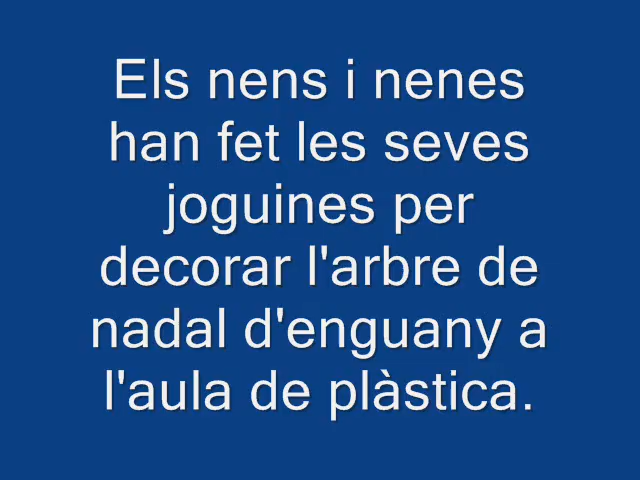 Els nens i nenes
han fet les seves
joguines per
decorar l'arbre de
nadal d'enguany a
l'aula de plàstica.